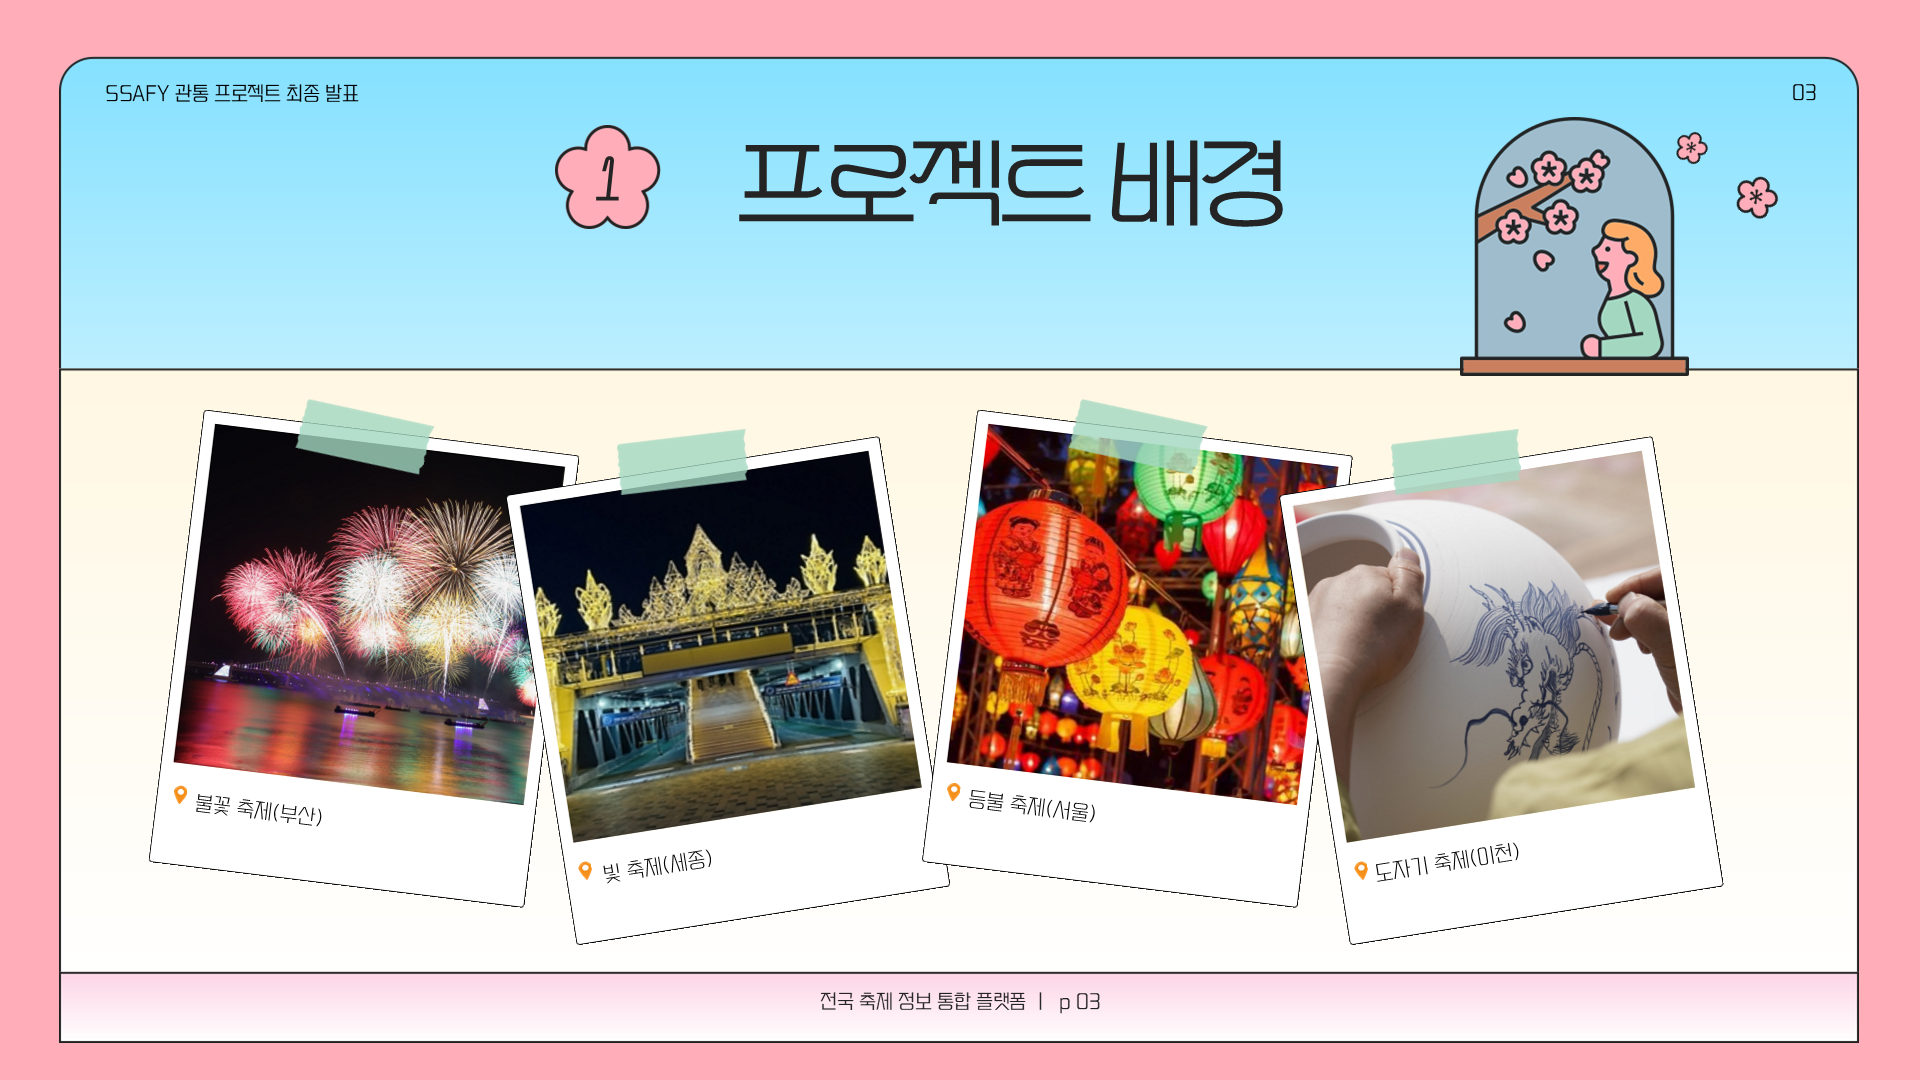 SSAFY 관통 프로젝트 최종 발표
03
1
프로젝트 배경
불꽃 축제(부산)
빛 축제(세종)
등불 축제(서울)
도자기 축제(이천)
전국 축제 정보 통합 플랫폼 | p 03